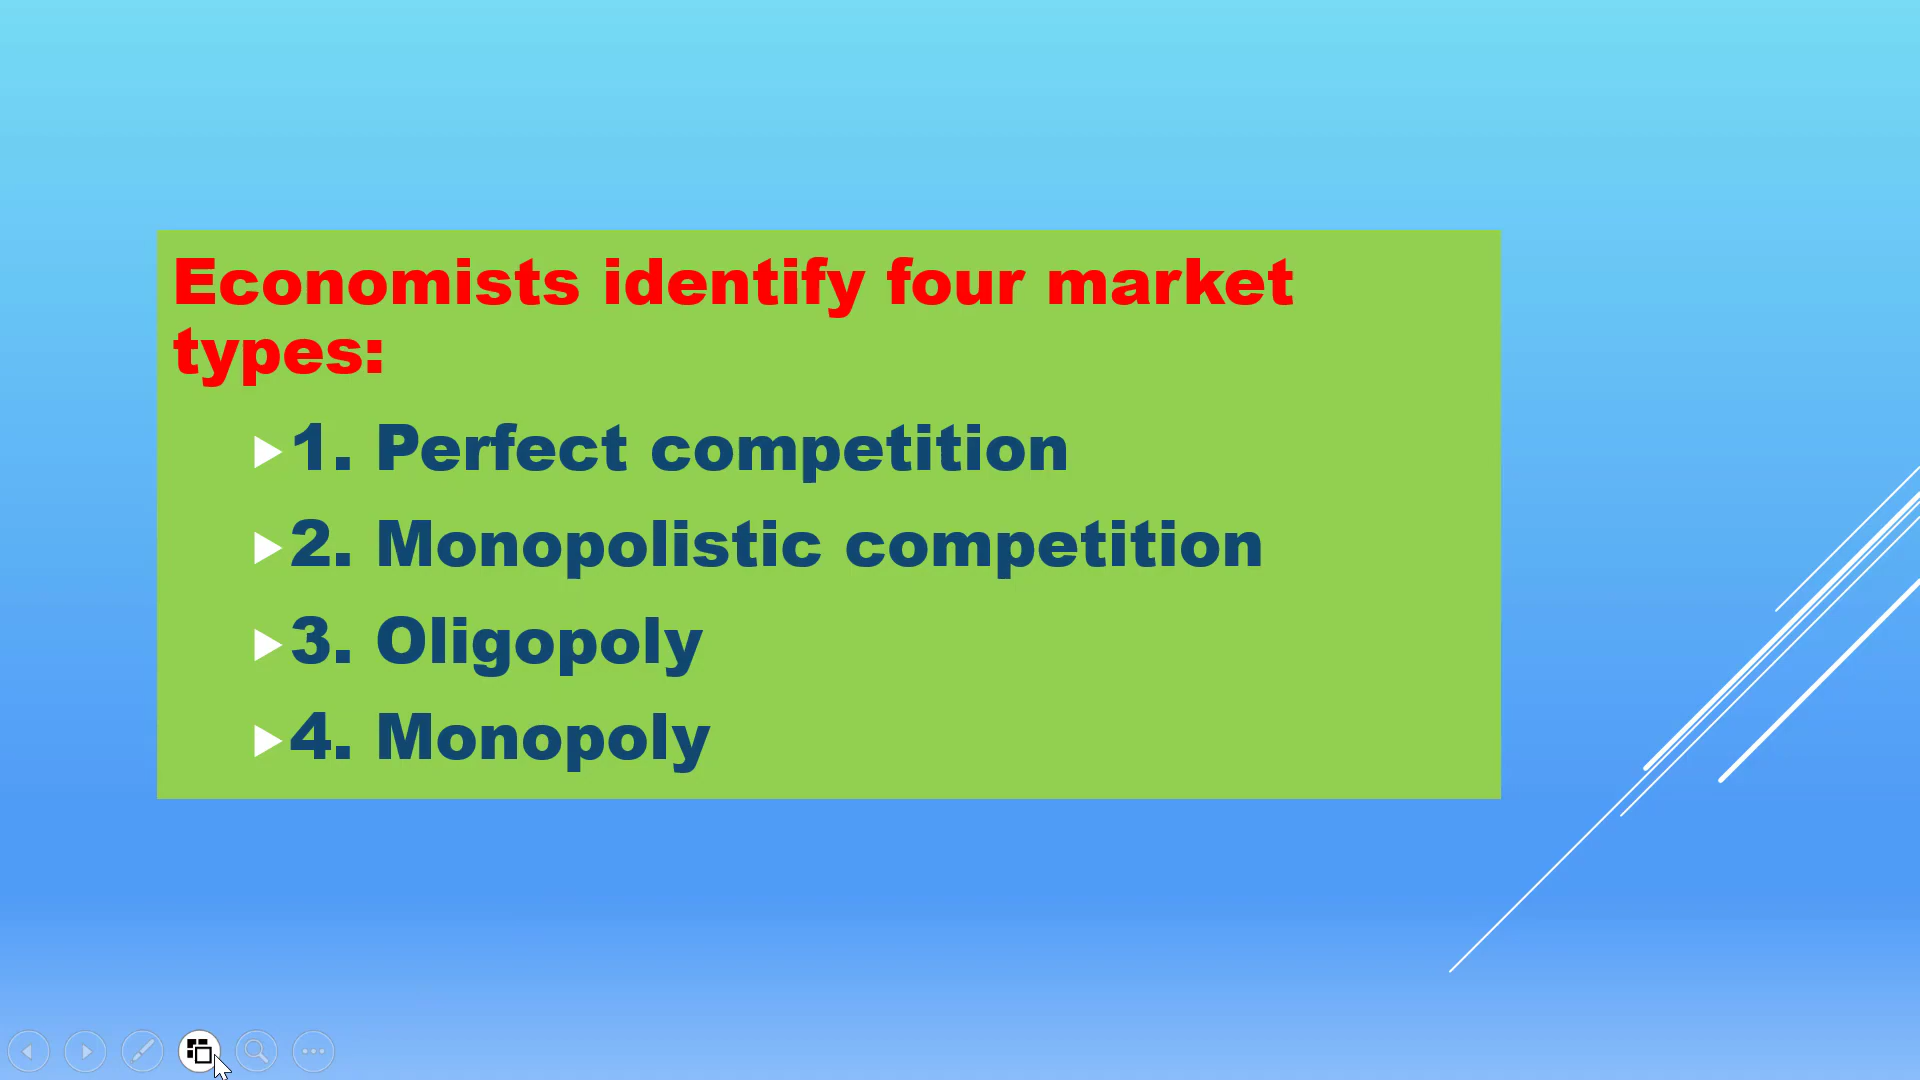 Economists identify four market
types:
1. Perfect competition
2. Monopolistic competition
3. Oligopoly
4. Monopoly